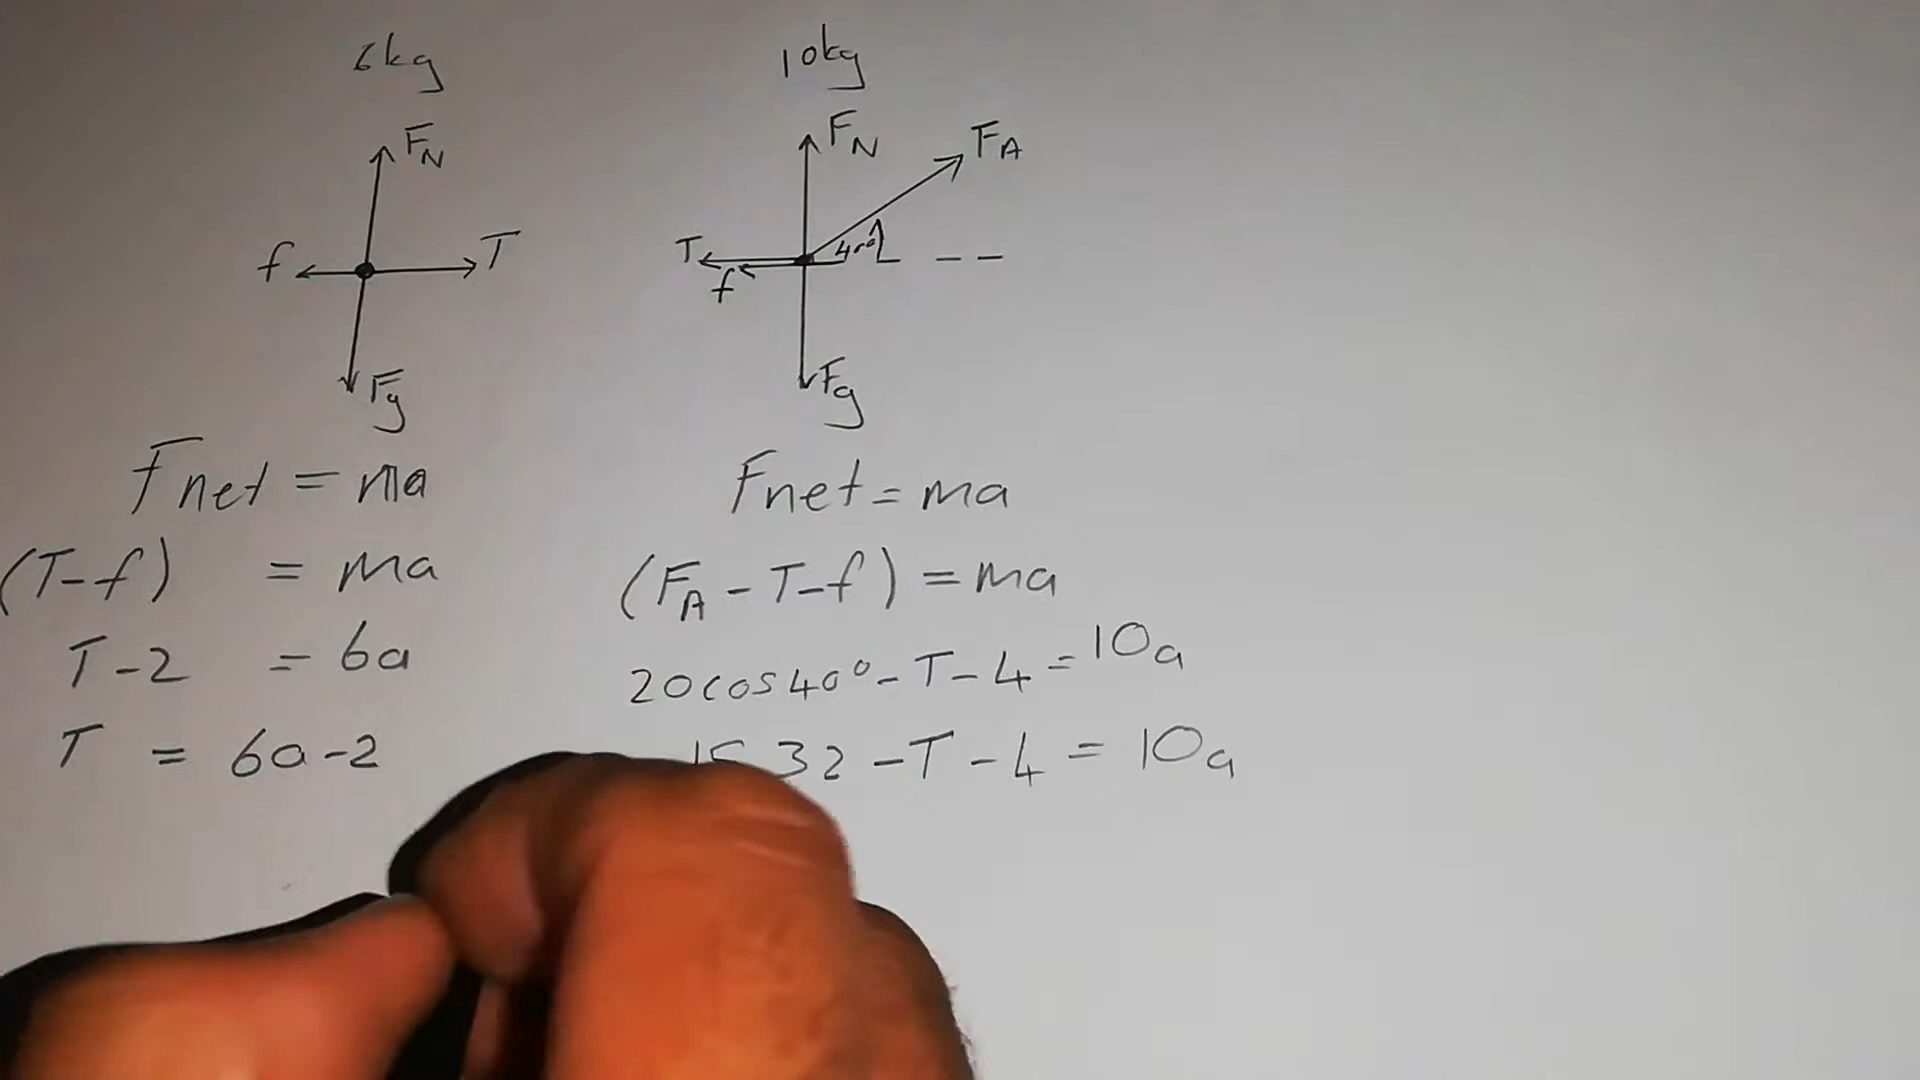 6kg
10kg
FN
FN
FA
f
T
T
f
40°
Fg
Fg
Fnet = ma
(T-f) = ma
T-2 = 6a
T = 6a-2
Fnet = ma
(FA - T-f) = ma
20cos40° - T - 4 = 10a
15 32 - T - 4 = 10a